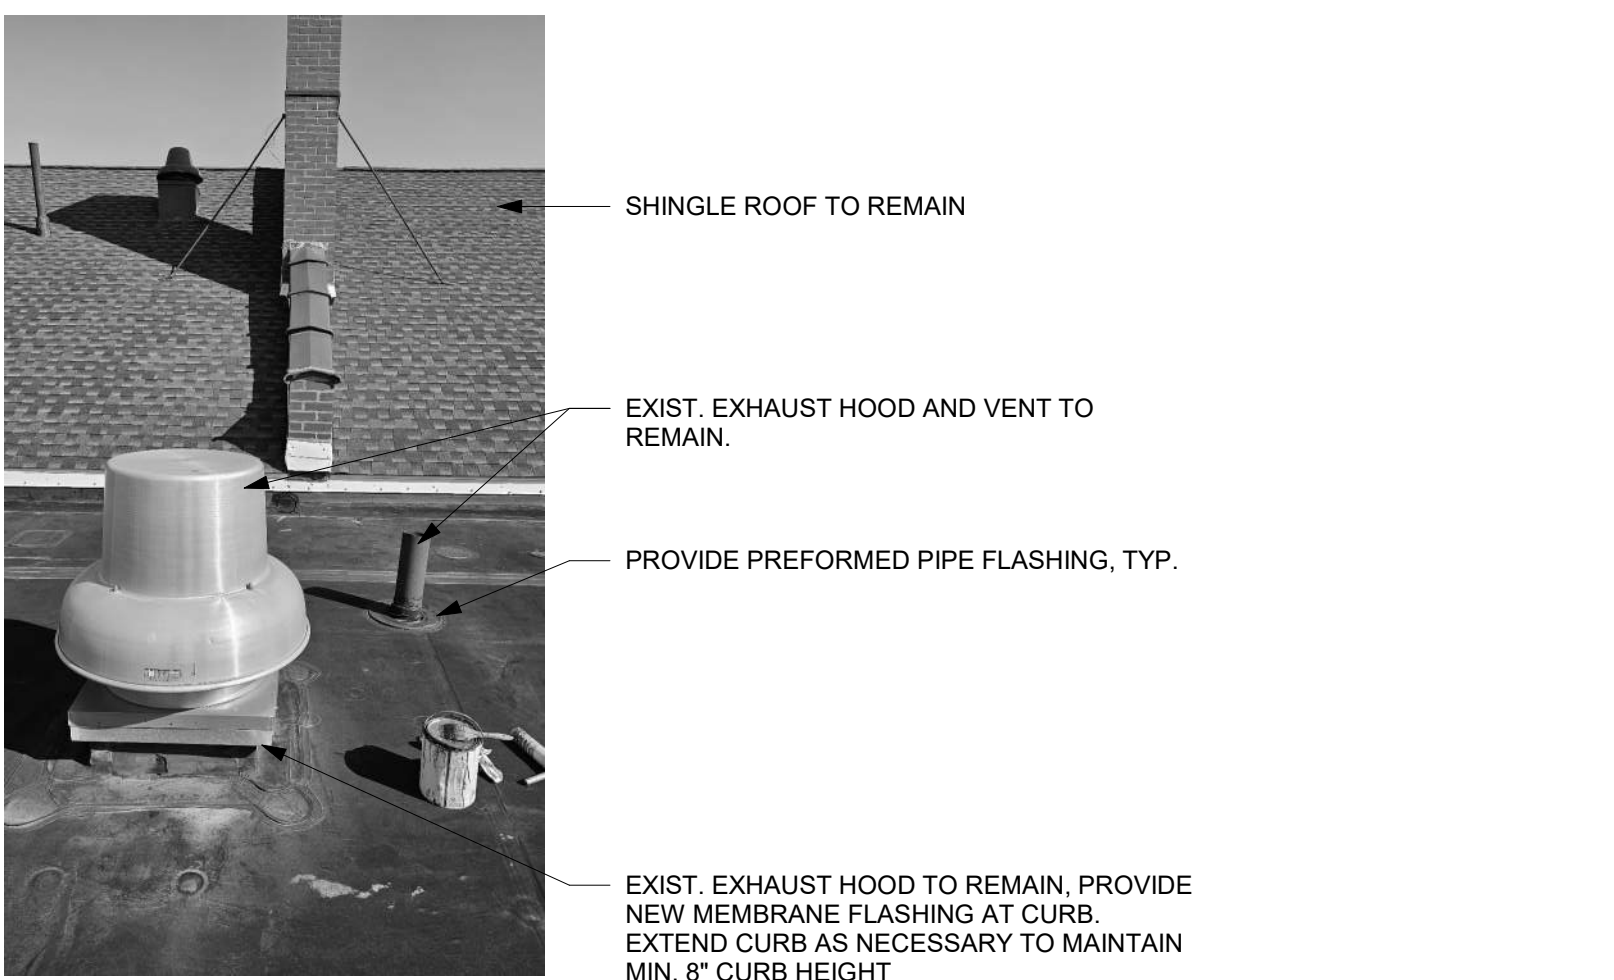 SHINGLE ROOF TO REMAIN
EXIST. EXHAUST HOOD AND VENT TO
REMAIN.
PROVIDE PREFORMED PIPE FLASHING, TYP.
EXIST. EXHAUST HOOD TO REMAIN, PROVIDE
NEW MEMBRANE FLASHING AT CURB.
EXTEND CURB AS NECESSARY TO MAINTAIN
MIN. 8" CURB HEIGHT